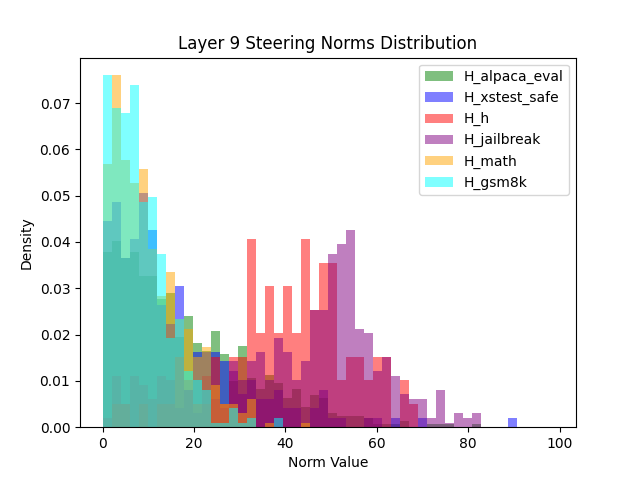 Layer 9 Steering Norms Distribution
H_alpaca_eval
H_xstest_safe
H_h
H_jailbreak
H_math
H_gsm8k
Density
0.07
0.06
0.05
0.04
0.03
0.02
0.01
0.00
0
20
40
60
80
100
Norm Value